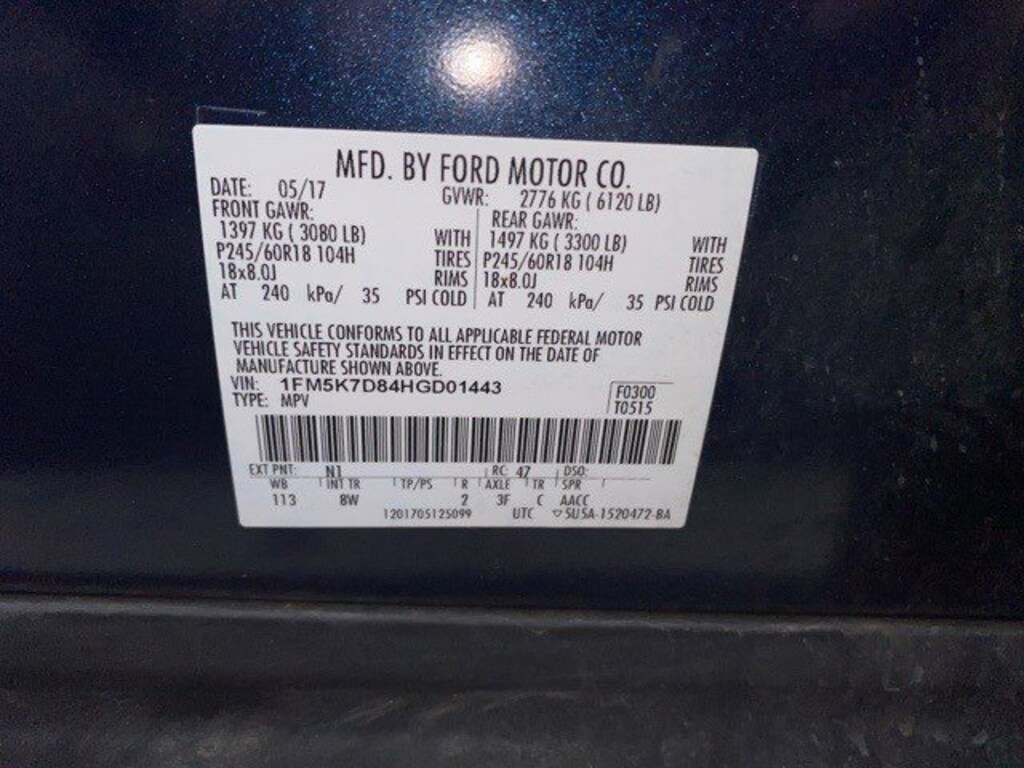 MFD. BY FORD MOTOR CO.
DATE: 05/17 GVWR: 2776 KG ( 6120 LB)
FRONT GAWR: REAR GAWR:
1397 KG ( 3080 LB) WITH 1497 KG ( 3300 LB) WITH
P245/60R18 104H TIRES P245/60R18 104H TIRES
18x8.0J RIMS 18x8.0J RIMS
AT 240 kPa/ 35 PSI COLD AT 240 kPa/ 35 PSI COLD
THIS VEHICLE CONFORMS TO ALL APPLICABLE FEDERAL MOTOR
VEHICLE SAFETY STANDARDS IN EFFECT ON THE DATE OF
MANUFACTURE SHOWN ABOVE.
VIN: 1FM5K7D84HGD01443
TYPE: MPV
F0300
T0515
EXT PNT: N1 RC: 47 DSO:
WB INT TR TP/PS R AXLE TR SPR
113 8W 2 3F C AACC
1201705125099 UTC ▽5U5A-1520472-BA